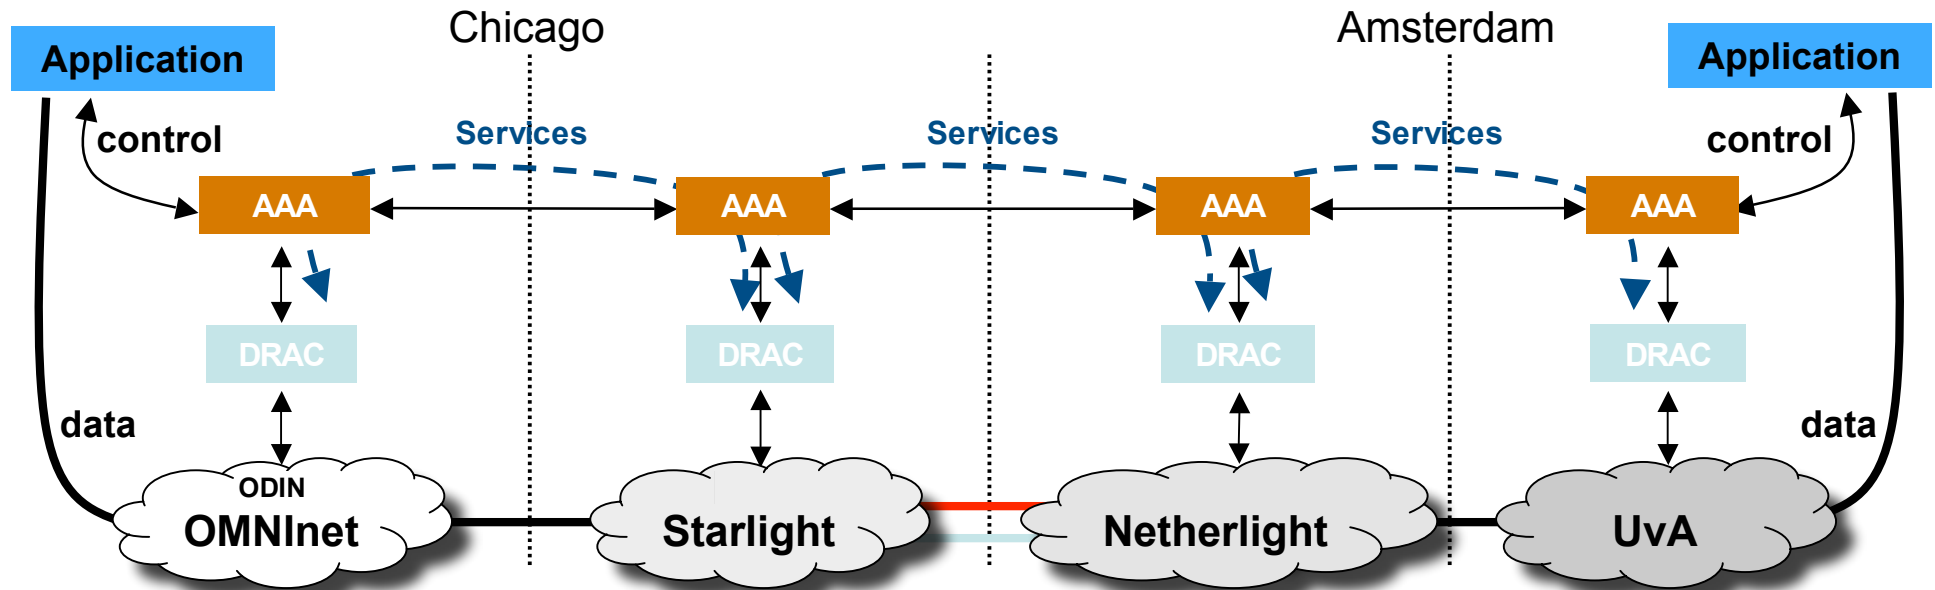 Chicago
Amsterdam
Application
Application
control
Services
Services
Services
control
AAA
AAA
AAA
AAA
DRAC
DRAC
DRAC
DRAC
data
data
ODIN
OMNInet
Starlight
Netherlight
UvA